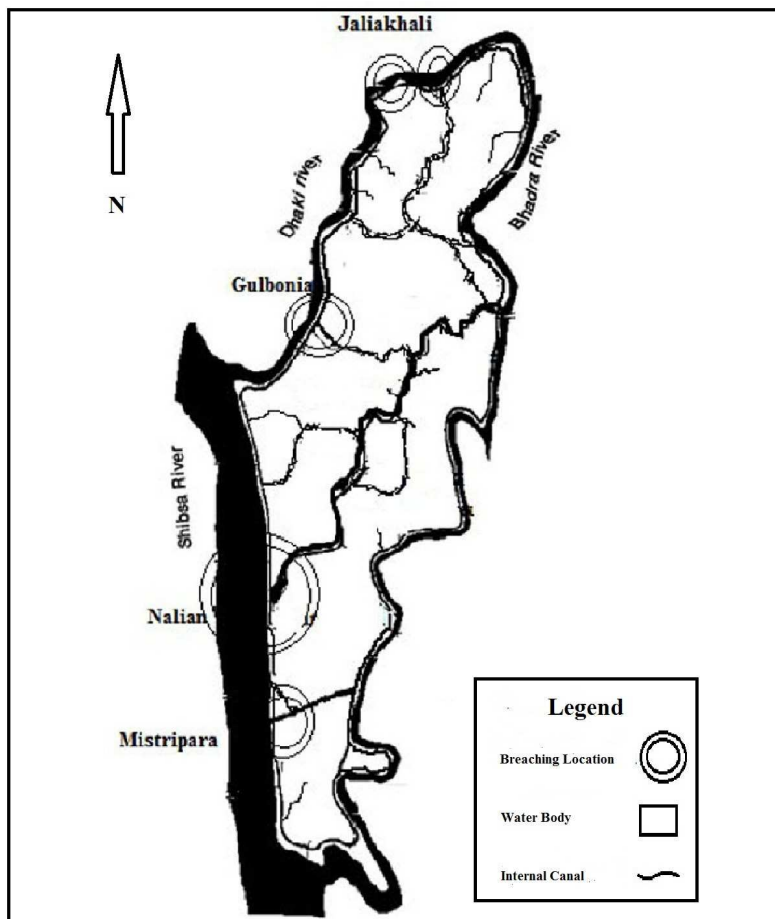 Jaliakhali
N
Dhaki river
Bhadra River
Gulbonia
Shibsa River
Nalian
Mistripara
Legend
Breaching Location
Water Body
Internal Canal